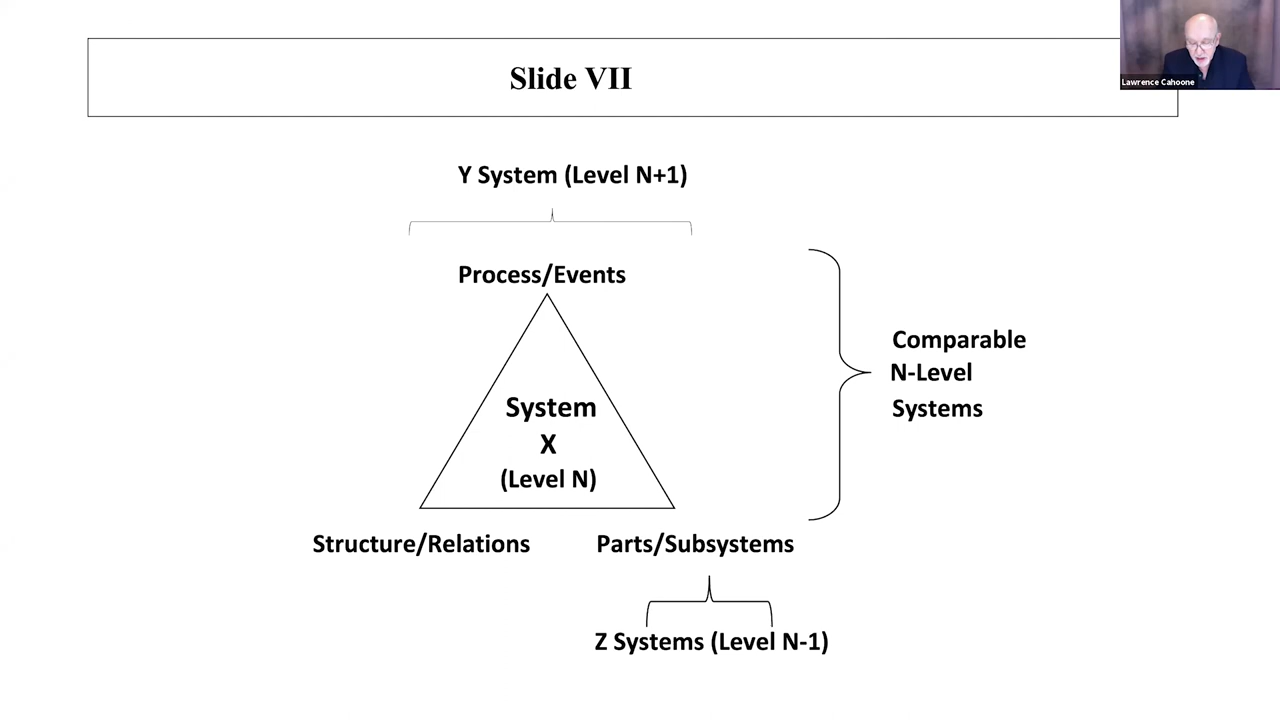 Slide VII
Lawrence Cahoone
Y System (Level N+1)
Process/Events
System
X
(Level N)
Comparable
N-Level
Systems
Structure/Relations
Parts/Subsystems
Z Systems (Level N-1)